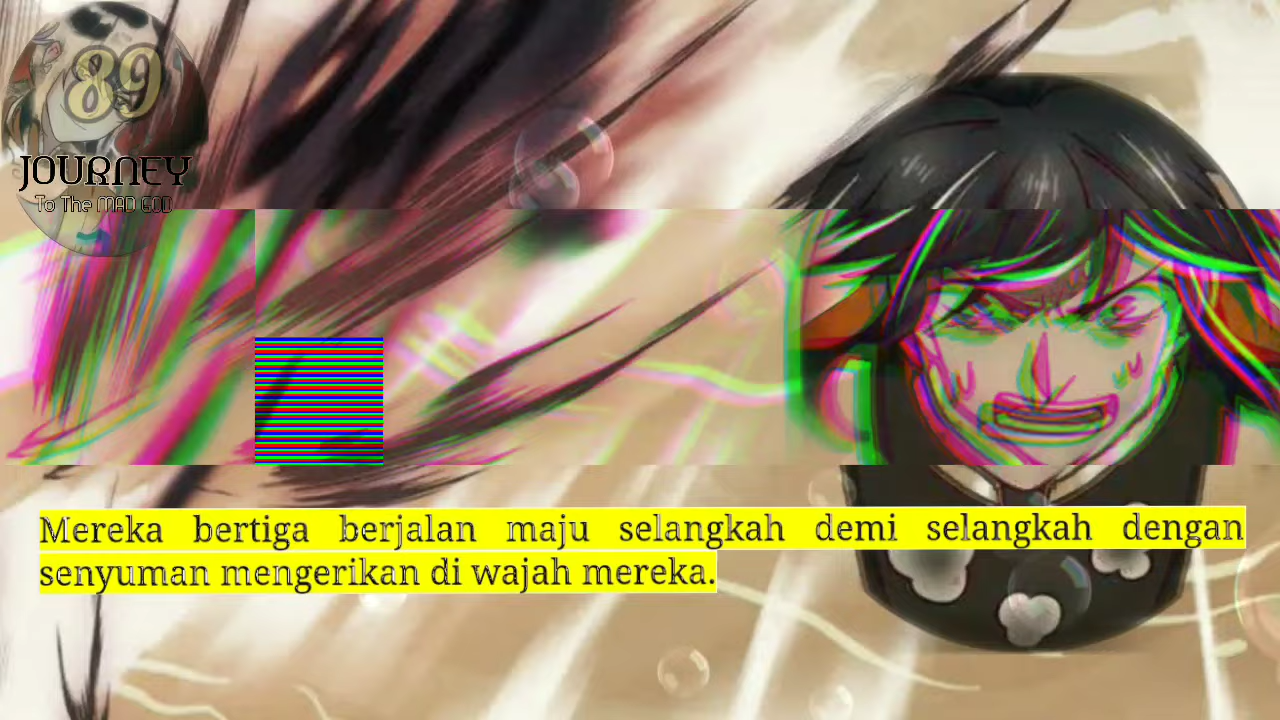 89
JOURNEY
To The MAD GOD
Mereka bertiga berjalan maju selangkah demi selangkah dengan
senyuman mengerikan di wajah mereka.